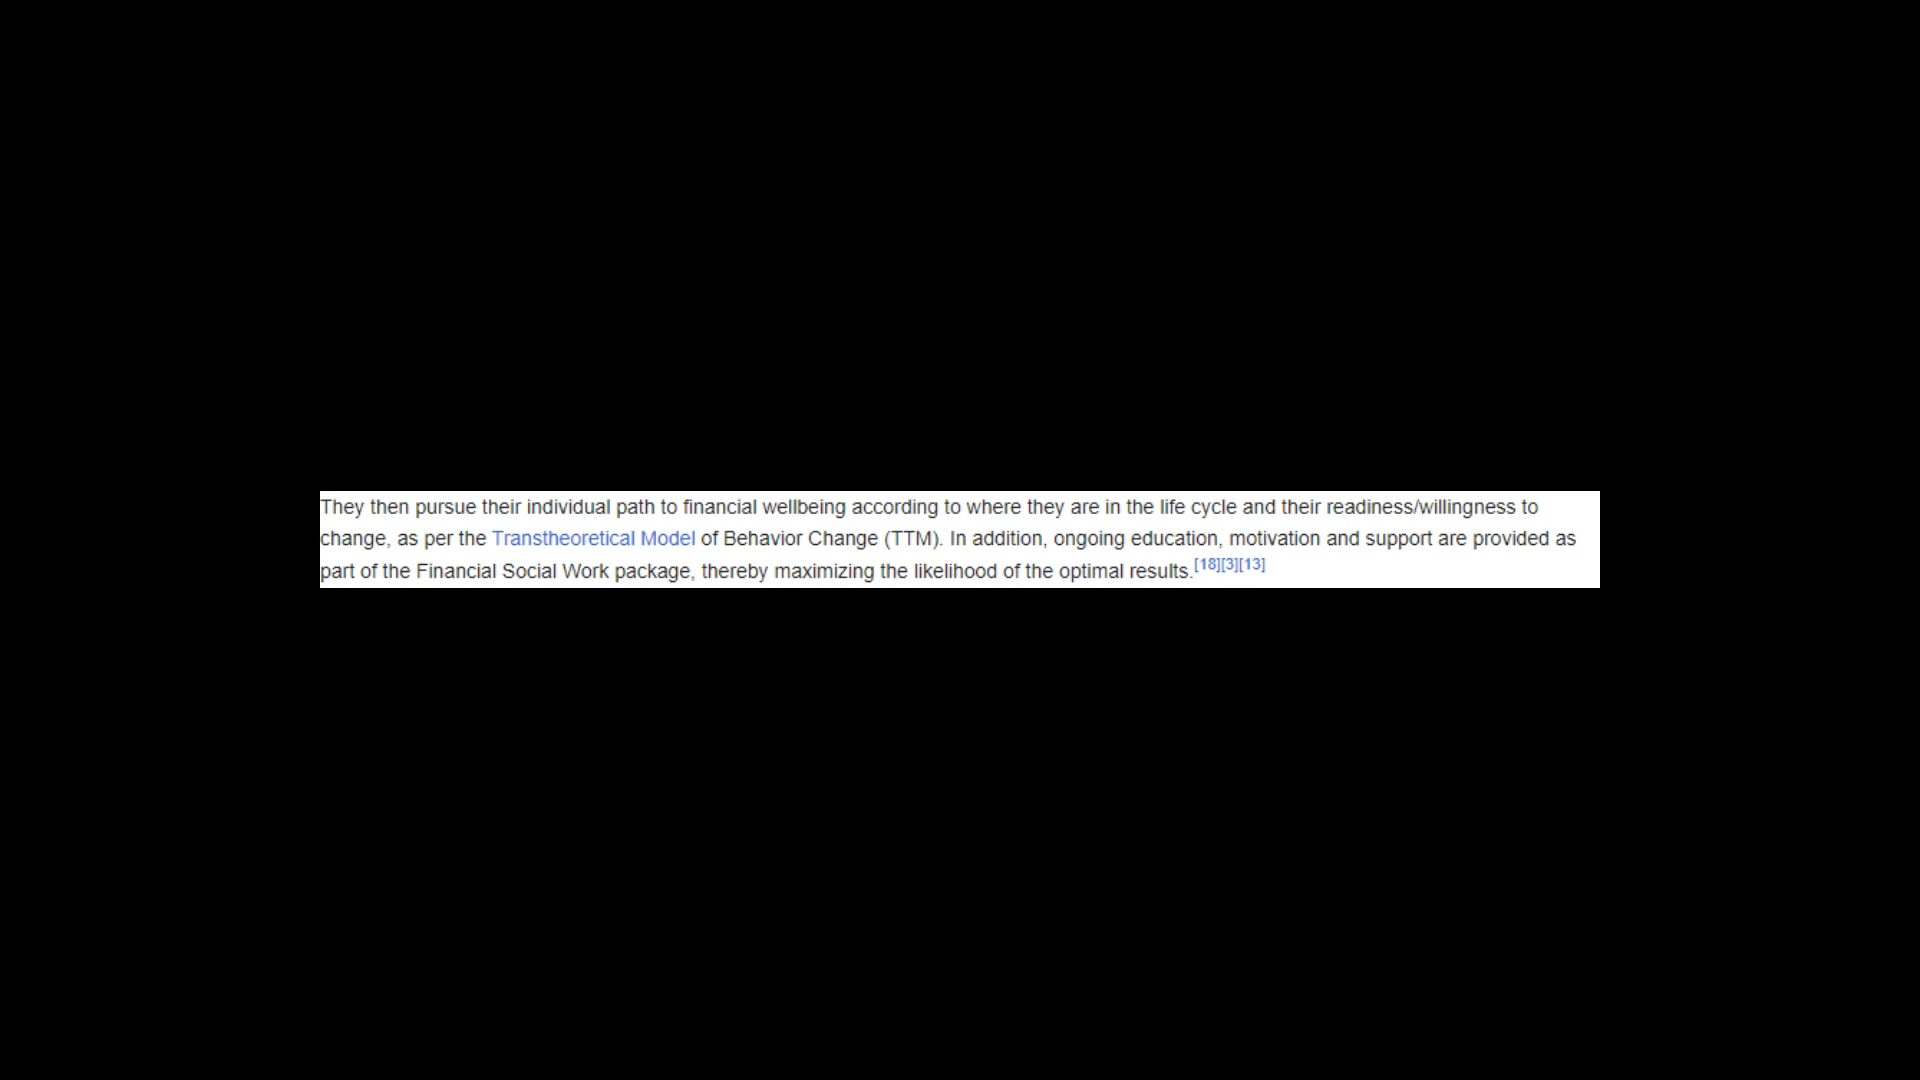 They then pursue their individual path to financial wellbeing according to where they are in the life cycle and their readiness/willingness to
change, as per the Transtheoretical Model of Behavior Change (TTM). In addition, ongoing education, motivation and support are provided as
part of the Financial Social Work package, thereby maximizing the likelihood of the optimal results.[18][3][13]